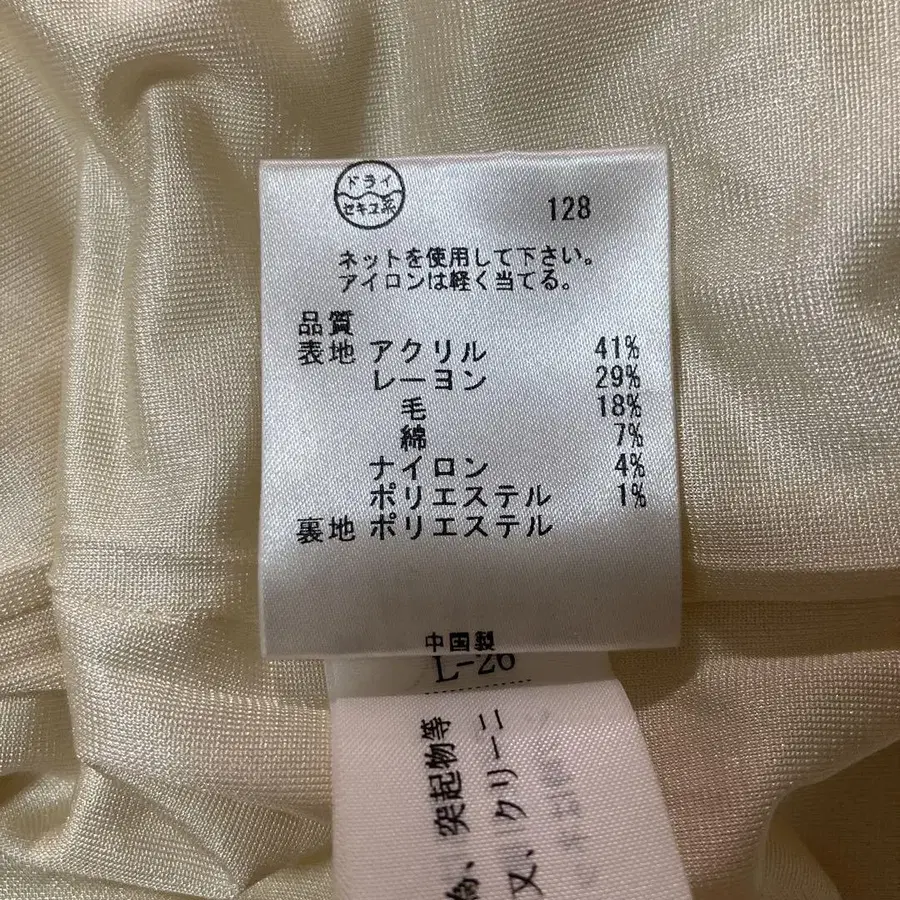 ドライ
セキユ系
128
ネットを使用して下さい。
アイロンは軽く当てる。
品質
表地 アクリル 41%
レーヨン 29%
毛 18%
綿 7%
ナイロン 4%
ポリエステル 1%
裏地 ポリエステル
中国製
L-26
突起物等
又、クリーニ